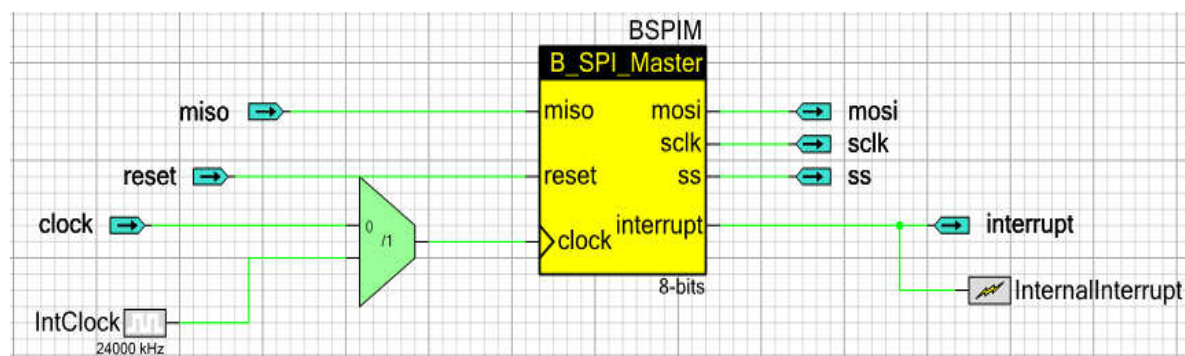 BSPIM
B_SPI_Master
miso miso mosi mosi
sclk sclk
reset reset ss ss
clock 0 interrupt interrupt
/1 clock
8-bits
InternalInterrupt
IntClock
24000 kHz